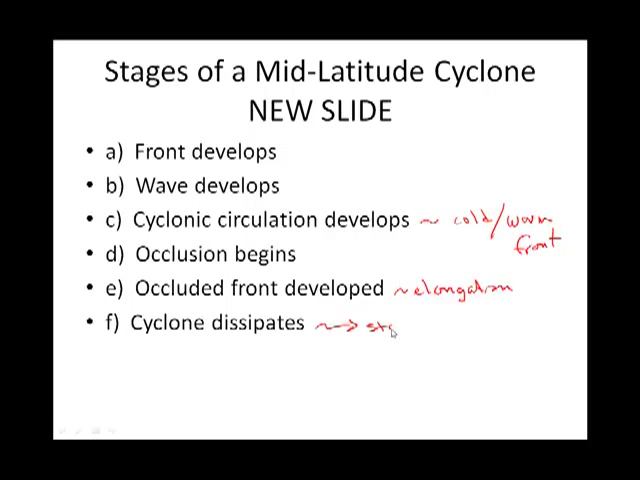 Stages of a Mid-Latitude Cyclone
NEW SLIDE
• a) Front develops
• b) Wave develops
• c) Cyclonic circulation develops ~ cold/warm
front
• d) Occlusion begins
• e) Occluded front developed ~ elongation
• f) Cyclone dissipates ~→